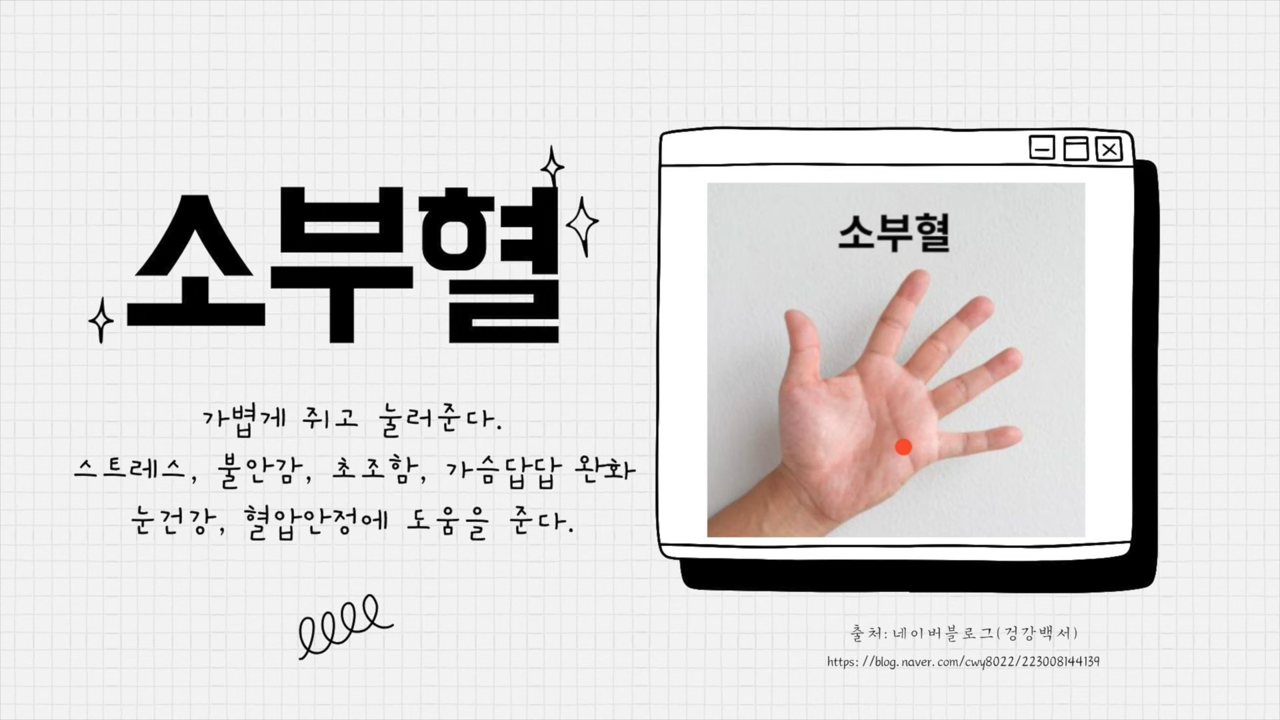 소부혈
가볍게 쥐고 눌러준다.
스트레스, 불안감, 초조함, 가슴답답 완화
눈건강, 혈압안정에 도움을 준다.
소부혈
출처: 네이버블로그(겅강백서)
https://blog.naver.com/cwy8022/223008144139